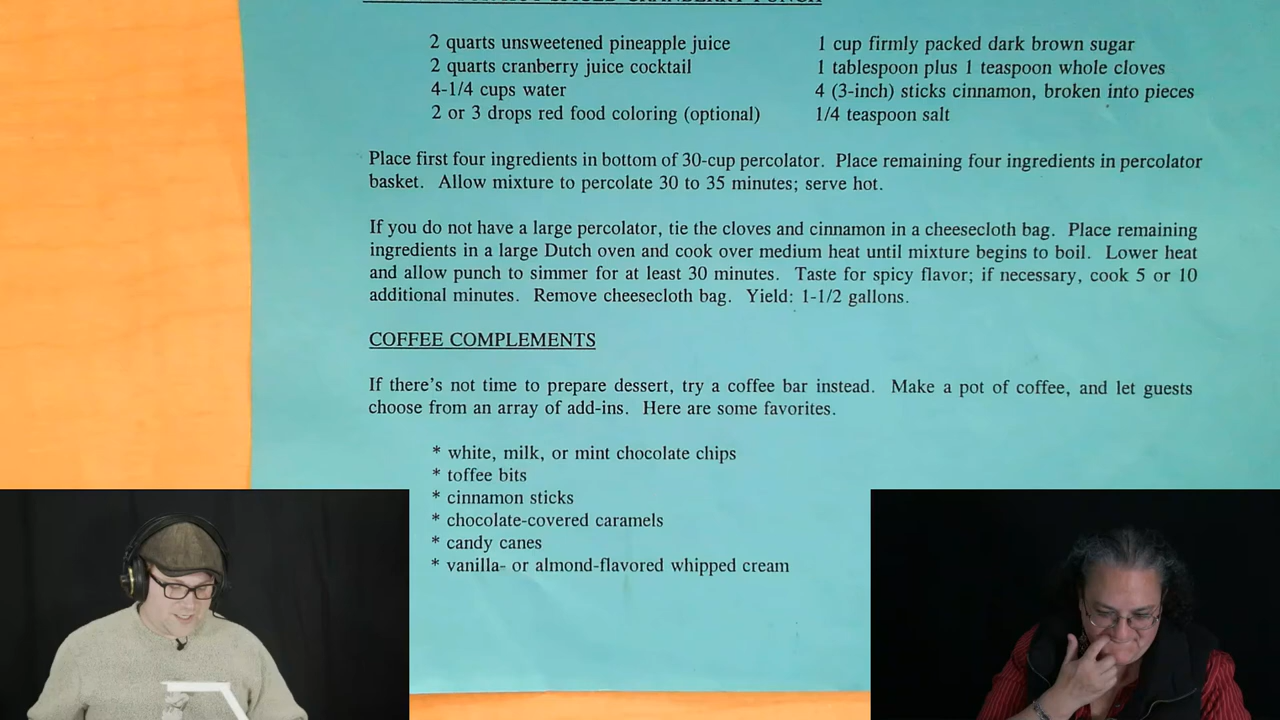 SPICED CRANBERRY PUNCH
2 quarts unsweetened pineapple juice
2 quarts cranberry juice cocktail
4-1/4 cups water
2 or 3 drops red food coloring (optional)
1 cup firmly packed dark brown sugar
1 tablespoon plus 1 teaspoon whole cloves
4 (3-inch) sticks cinnamon, broken into pieces
1/4 teaspoon salt
Place first four ingredients in bottom of 30-cup percolator. Place remaining four ingredients in percolator
basket. Allow mixture to percolate 30 to 35 minutes; serve hot.
If you do not have a large percolator, tie the cloves and cinnamon in a cheesecloth bag. Place remaining
ingredients in a large Dutch oven and cook over medium heat until mixture begins to boil. Lower heat
and allow punch to simmer for at least 30 minutes. Taste for spicy flavor; if necessary, cook 5 or 10
additional minutes. Remove cheesecloth bag. Yield: 1-1/2 gallons.
COFFEE COMPLEMENTS
If there's not time to prepare dessert, try a coffee bar instead. Make a pot of coffee, and let guests
choose from an array of add-ins. Here are some favorites.
* white, milk, or mint chocolate chips
* toffee bits
* cinnamon sticks
* chocolate-covered caramels
* candy canes
* vanilla- or almond-flavored whipped cream